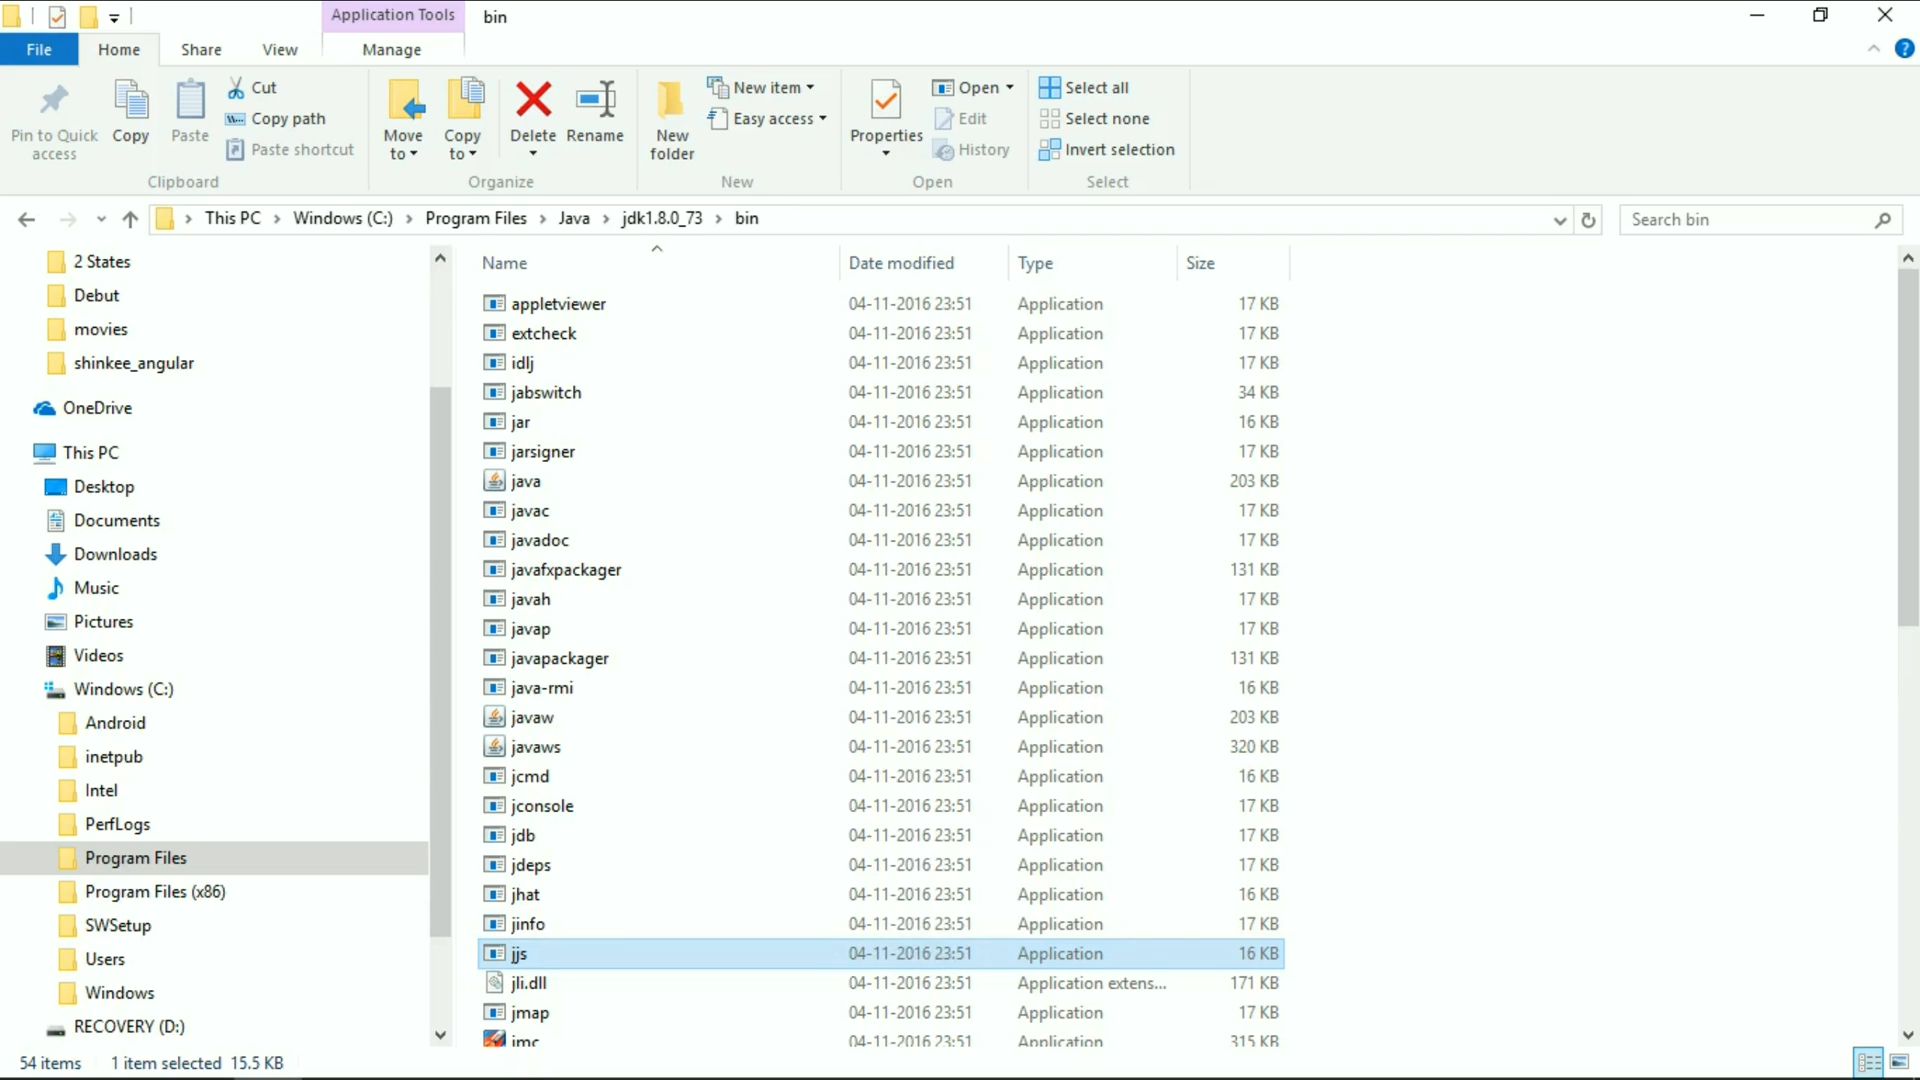 Application Tools
bin
File
Home
Share
View
Manage
Pin to Quick
access
Copy
Paste
Cut
Copy path
Paste shortcut
Clipboard
Move
to
Copy
to
Delete
Rename
Organize
New
folder
New item
Easy access
New
Properties
Open
Edit
History
Open
Select all
Select none
Invert selection
Select
This PC > Windows (C:) > Program Files > Java > jdk1.8.0_73 > bin
Search bin
2 States
Debut
movies
shinkee_angular
OneDrive
This PC
Desktop
Documents
Downloads
Music
Pictures
Videos
Windows (C:)
Android
inetpub
Intel
PerfLogs
Program Files
Program Files (x86)
SWSetup
Users
Windows
RECOVERY (D:)
Name Date modified Type Size
appletviewer 04-11-2016 23:51 Application 17 KB
extcheck 04-11-2016 23:51 Application 17 KB
idlj 04-11-2016 23:51 Application 17 KB
jabswitch 04-11-2016 23:51 Application 34 KB
jar 04-11-2016 23:51 Application 16 KB
jarsigner 04-11-2016 23:51 Application 17 KB
java 04-11-2016 23:51 Application 203 KB
javac 04-11-2016 23:51 Application 17 KB
javadoc 04-11-2016 23:51 Application 17 KB
javafxpackager 04-11-2016 23:51 Application 131 KB
javah 04-11-2016 23:51 Application 17 KB
javap 04-11-2016 23:51 Application 17 KB
javapackager 04-11-2016 23:51 Application 131 KB
java-rmi 04-11-2016 23:51 Application 16 KB
javaw 04-11-2016 23:51 Application 203 KB
javaws 04-11-2016 23:51 Application 320 KB
jcmd 04-11-2016 23:51 Application 16 KB
jconsole 04-11-2016 23:51 Application 17 KB
jdb 04-11-2016 23:51 Application 17 KB
jdeps 04-11-2016 23:51 Application 17 KB
jhat 04-11-2016 23:51 Application 16 KB
jinfo 04-11-2016 23:51 Application 17 KB
jjs 04-11-2016 23:51 Application 16 KB
jli.dll 04-11-2016 23:51 Application extens... 171 KB
jmap 04-11-2016 23:51 Application 17 KB
jmc 04-11-2016 23:51 Application 315 KB
54 items 1 item selected 15.5 KB